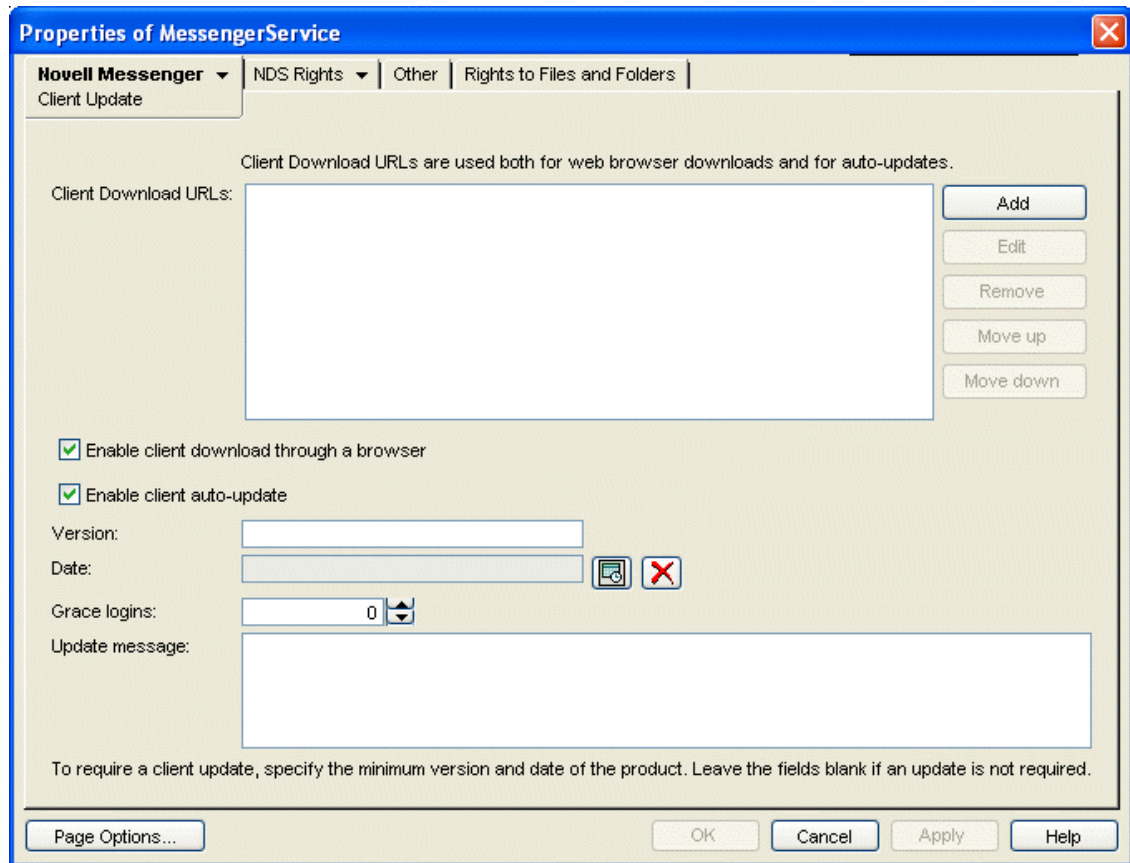 Properties of MessengerService
Novell Messenger
Client Update
NDS Rights
Other
Rights to Files and Folders
Client Download URLs are used both for web browser downloads and for auto-updates.
Client Download URLs:
Add
Edit
Remove
Move up
Move down
Enable client download through a browser
Enable client auto-update
Version:
Date:
Grace logins:
0
Update message:
To require a client update, specify the minimum version and date of the product. Leave the fields blank if an update is not required.
Page Options...
OK
Cancel
Apply
Help